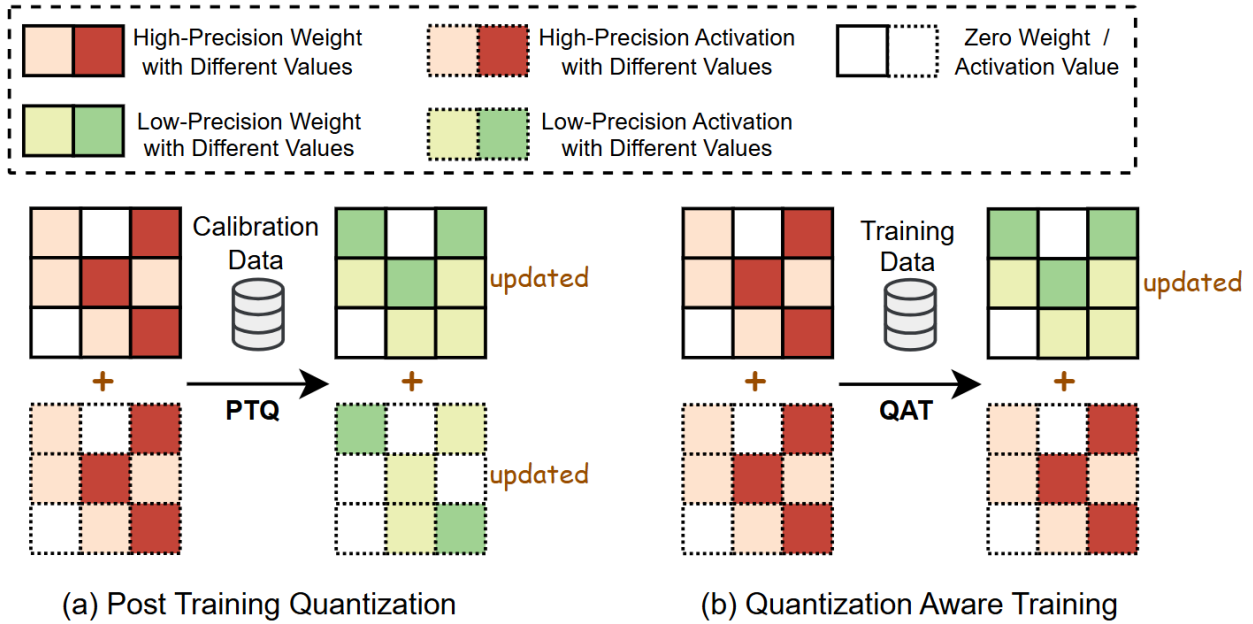 High-Precision Weight
with Different Values
High-Precision Activation
with Different Values
Zero Weight /
Activation Value
Low-Precision Weight
with Different Values
Low-Precision Activation
with Different Values
Calibration
Data
updated
+
+
PTQ
updated
(a) Post Training Quantization
Training
Data
updated
+
+
QAT
(b) Quantization Aware Training